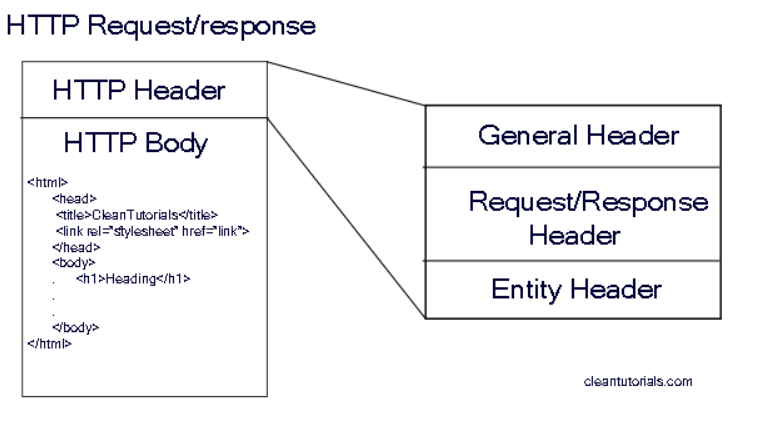 HTTP Request/response
HTTP Header
HTTP Body
<html>
<head>
<title>CleanTutorials</title>
<link rel="stylesheet" href="link">
</head>
<body>
. <h1>Heading</h1>
.
.
</body>
</html>
General Header
Request/Response
Header
Entity Header
cleantutorials.com